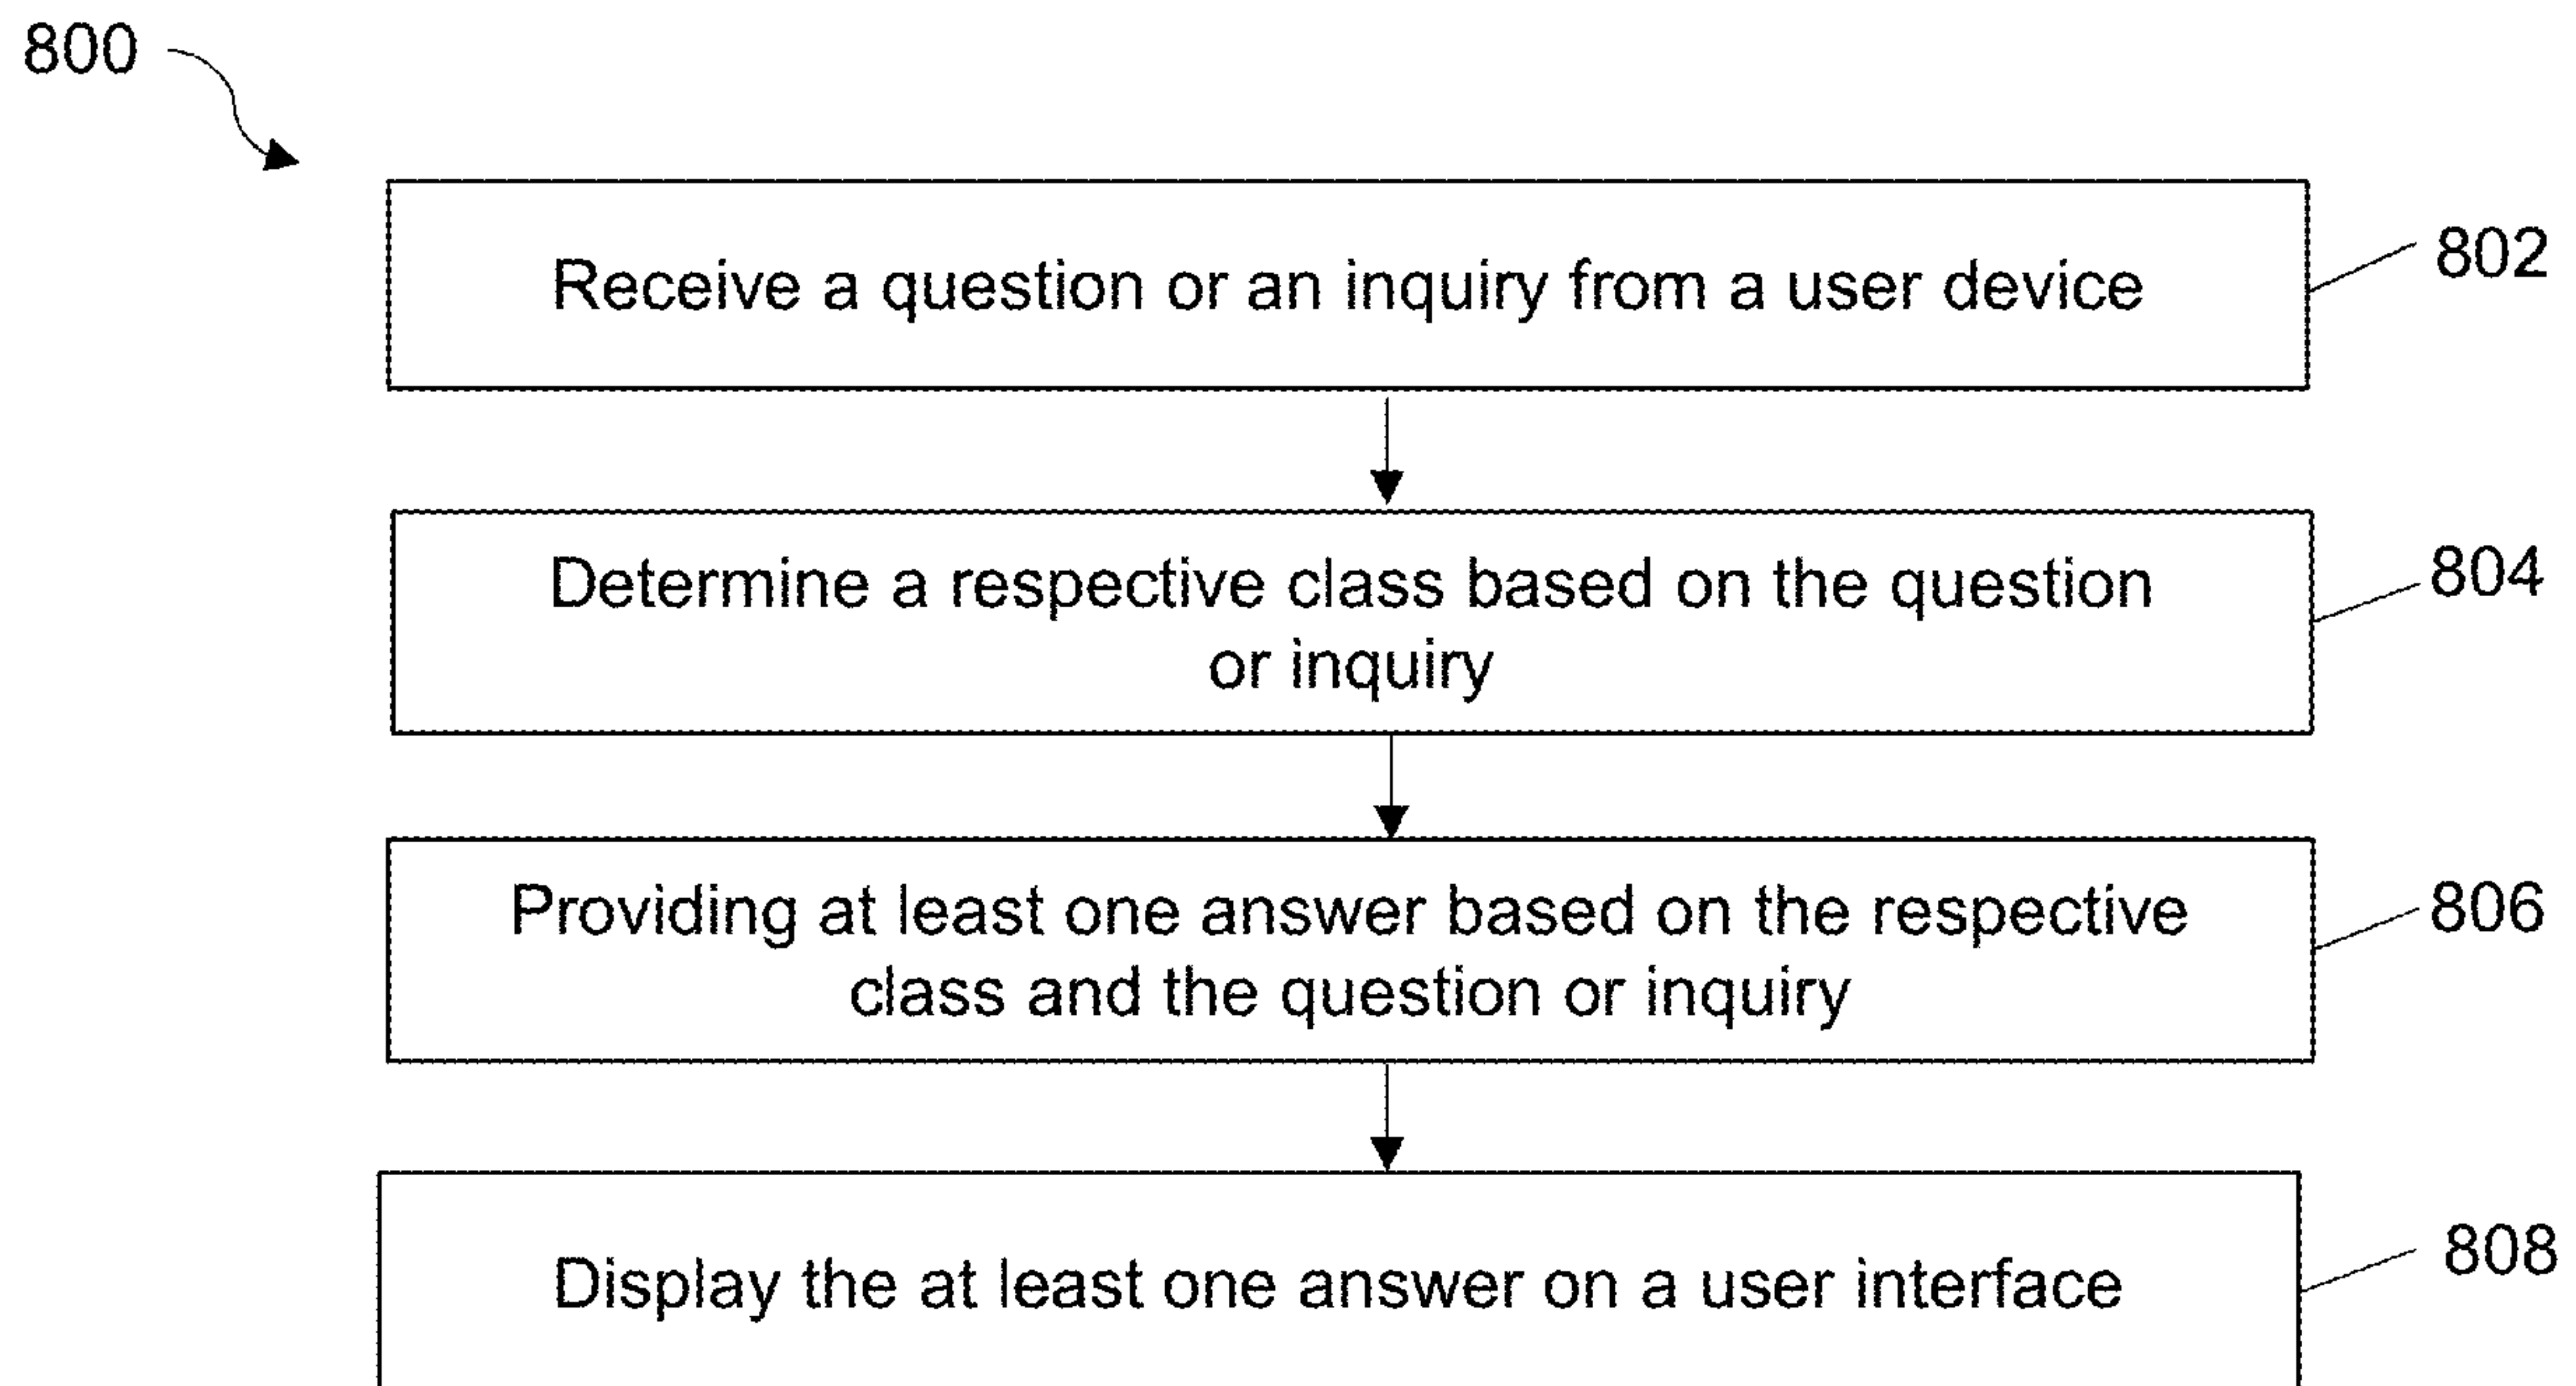 800
Receive a question or an inquiry from a user device
802
Determine a respective class based on the question
or inquiry
804
Providing at least one answer based on the respective
class and the question or inquiry
806
Display the at least one answer on a user interface
808